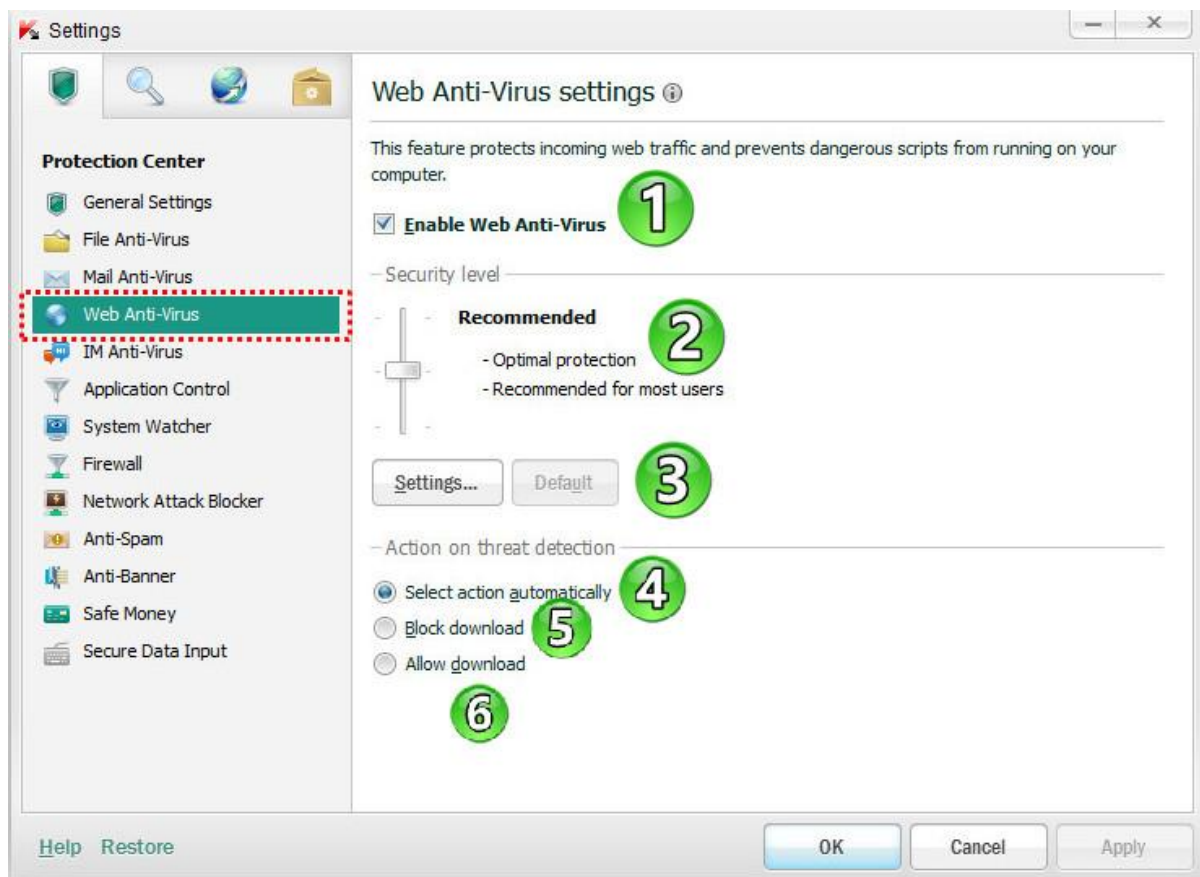 Settings
Protection Center
General Settings
File Anti-Virus
Mail Anti-Virus
Web Anti-Virus
IM Anti-Virus
Application Control
System Watcher
Firewall
Network Attack Blocker
Anti-Spam
Anti-Banner
Safe Money
Secure Data Input
Web Anti-Virus settings
This feature protects incoming web traffic and prevents dangerous scripts from running on your
computer.
Enable Web Anti-Virus 1
Security level
Recommended 2
- Optimal protection
- Recommended for most users
Settings... Default 3
Action on threat detection
Select action automatically 4
Block download 5
Allow download
6
Help Restore OK Cancel Apply